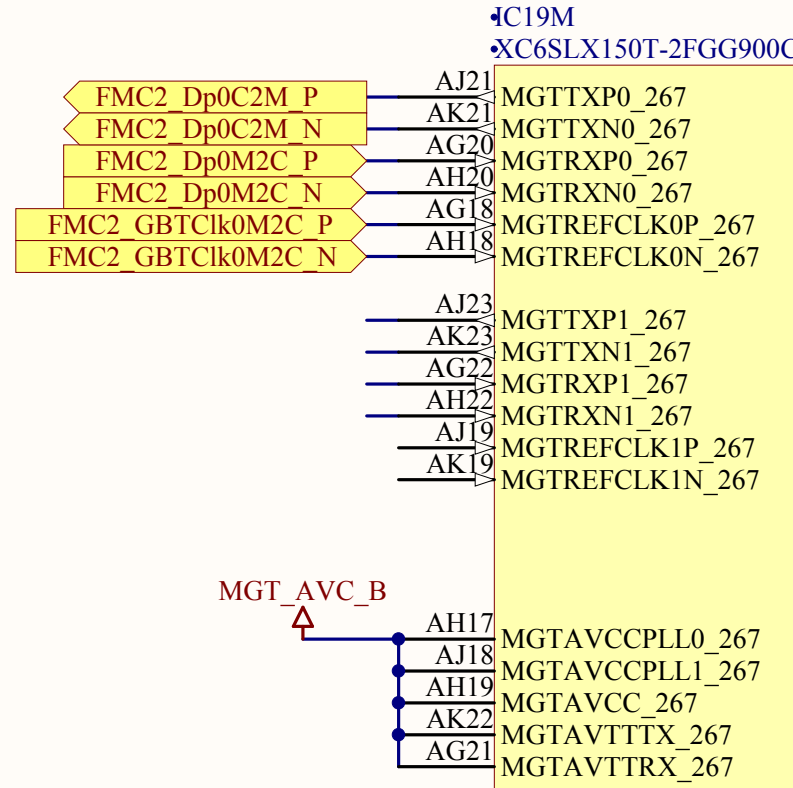 IC19M
XC6SLX150T-2FGG900C
FMC2_Dp0C2M_P AJ21 MGTTXP0_267
FMC2_Dp0C2M_N AK21 MGTTXN0_267
FMC2_Dp0M2C_P AG20 MGTRXP0_267
FMC2_Dp0M2C_N AH20 MGTRXN0_267
FMC2_GBTClk0M2C_P AG18 MGTREFCLK0P_267
FMC2_GBTClk0M2C_N AH18 MGTREFCLK0N_267
AJ23 MGTTXP1_267
AK23 MGTTXN1_267
AG22 MGTRXP1_267
AH22 MGTRXN1_267
AJ19 MGTREFCLK1P_267
AK19 MGTREFCLK1N_267
MGT_AVC_B
AH17 MGTAVCCPLL0_267
AJ18 MGTAVCCPLL1_267
AH19 MGTAVCC_267
AK22 MGTAVTTTX_267
AG21 MGTAVTTRX_267